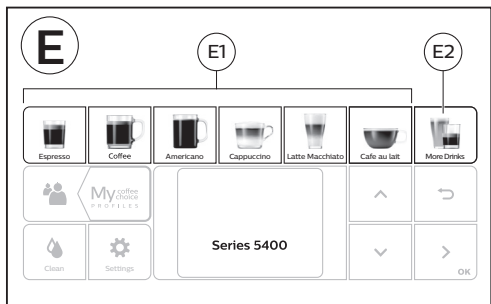 E
E1
E2
Espresso
Coffee
Americano
Cappuccino
Latte Macchiato
Cafe au lait
More Drinks
My coffee choice
PROFILES
Series 5400
Clean
Settings
OK